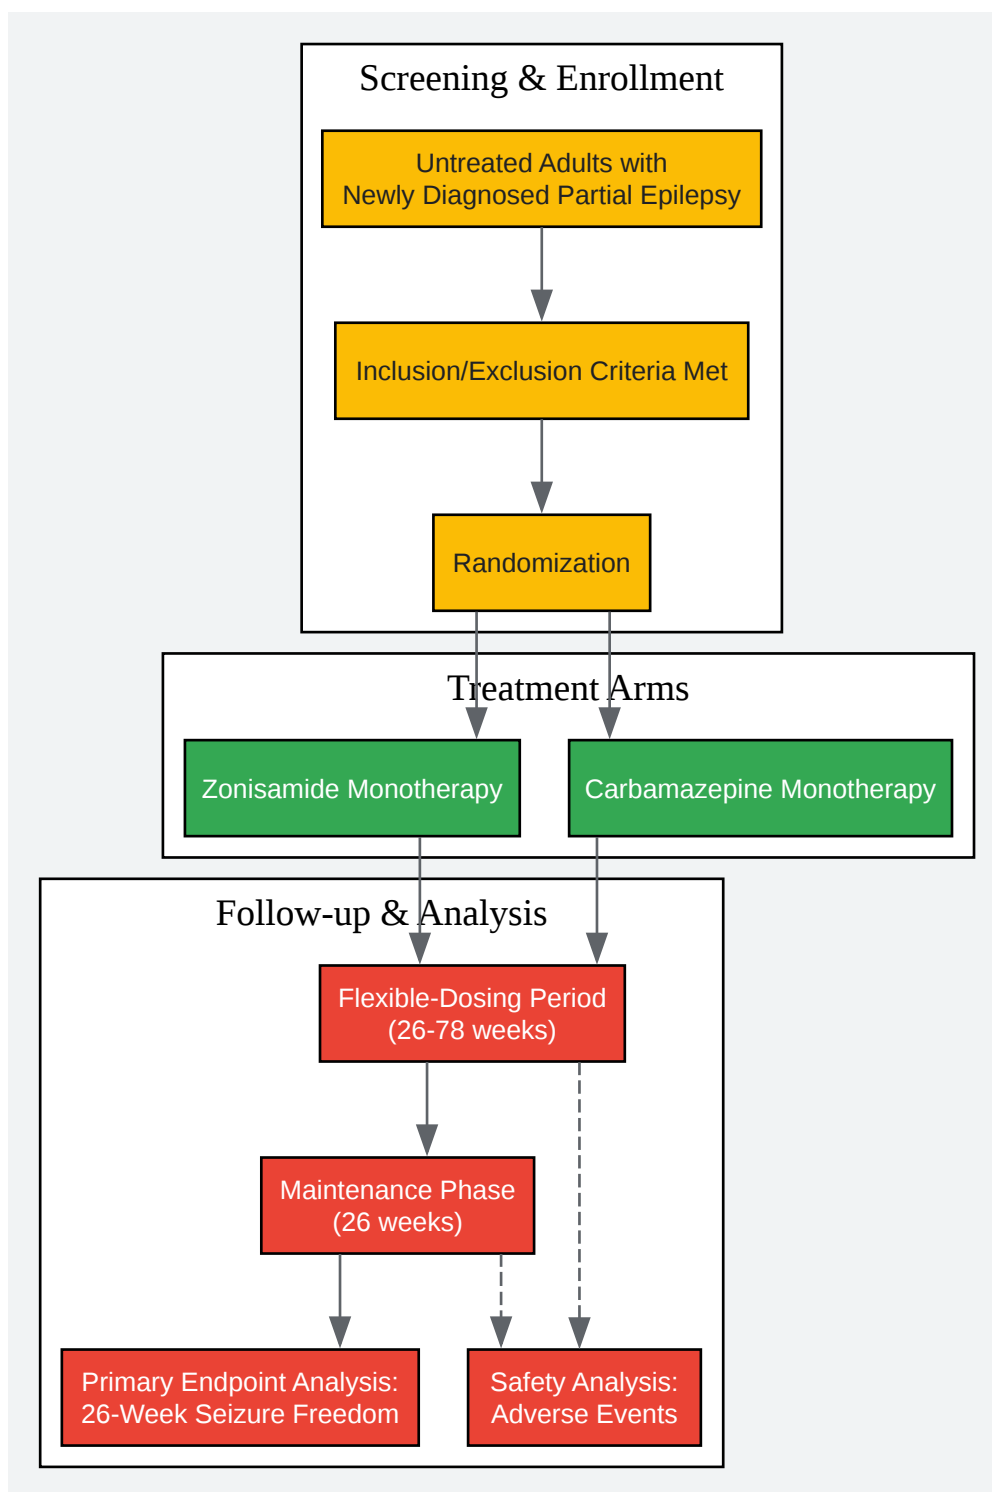 Screening & Enrollment
Untreated Adults with
Newly Diagnosed Partial Epilepsy
Inclusion/Exclusion Criteria Met
Randomization
Treatment Arms
Zonisamide Monotherapy
Carbamazepine Monotherapy
Follow-up & Analysis
Flexible-Dosing Period
(26-78 weeks)
Maintenance Phase
(26 weeks)
Primary Endpoint Analysis:
26-Week Seizure Freedom
Safety Analysis:
Adverse Events